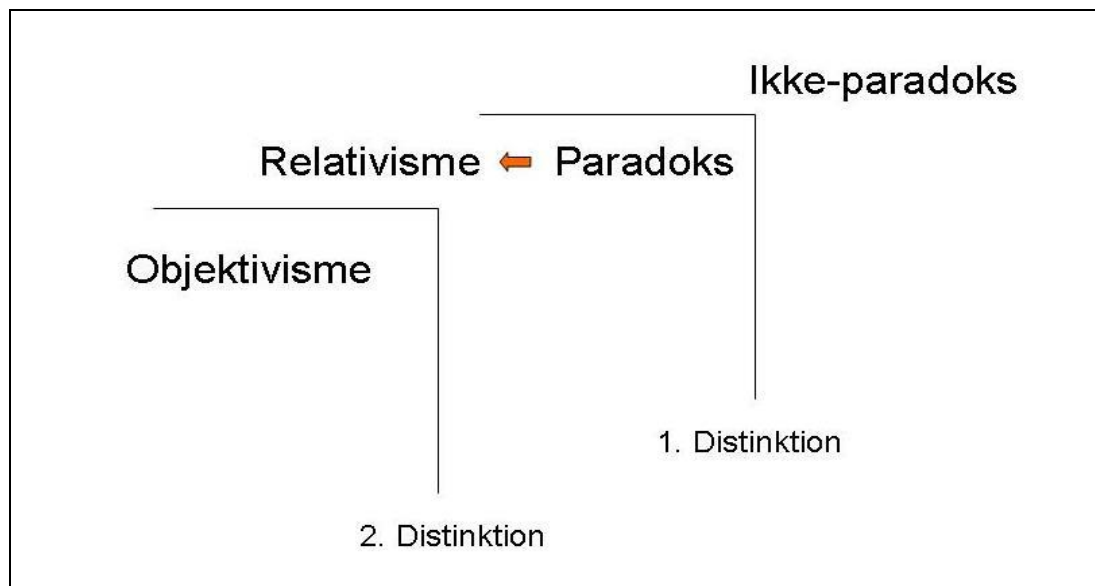 Ikke-paradoks
Relativisme
Paradoks
Objektivisme
1. Distinktion
2. Distinktion